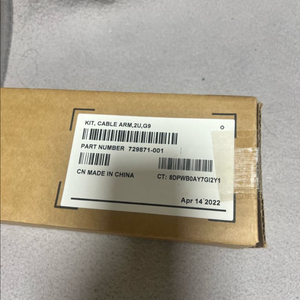 KIT, CABLE ARM,2U,G9
PART NUMBER 729871-001
CN MADE IN CHINA CT: 6DPWB0AY7GI2Y1
Apr 14 2022